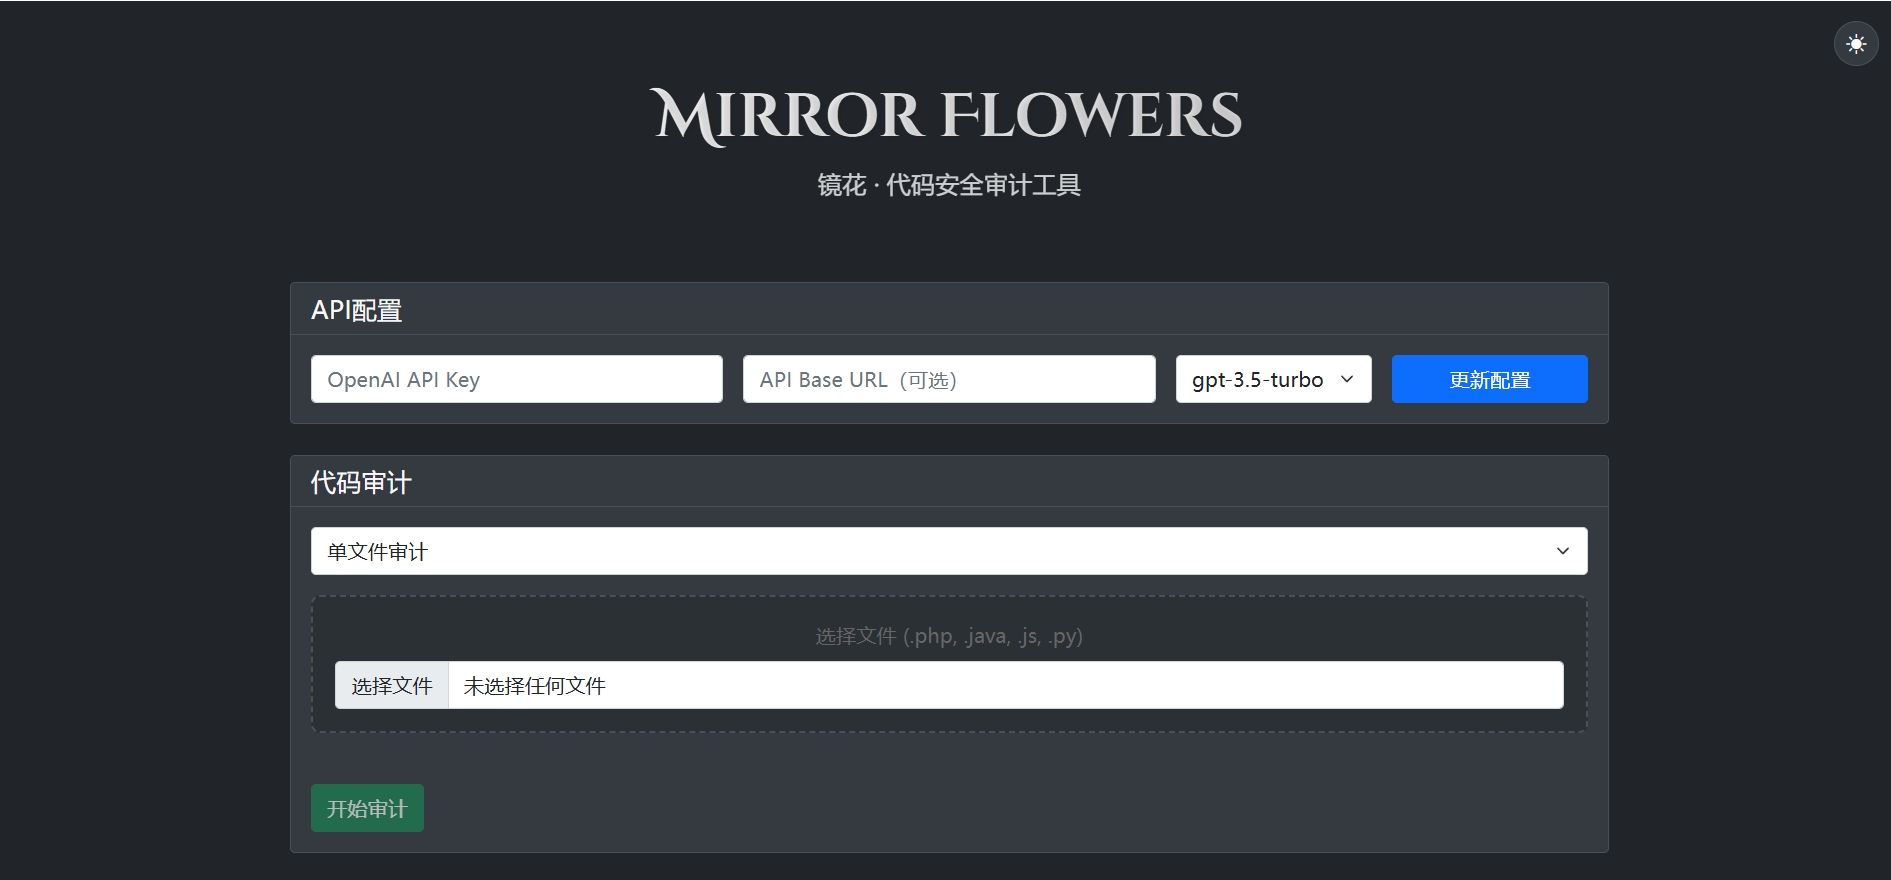 MIRROR FLOWERS
镜花 · 代码安全审计工具
API配置
OpenAI API Key
API Base URL（可选）
gpt-3.5-turbo
更新配置
代码审计
单文件审计
选择文件 (.php, .java, .js, .py)
选择文件 未选择任何文件
开始审计